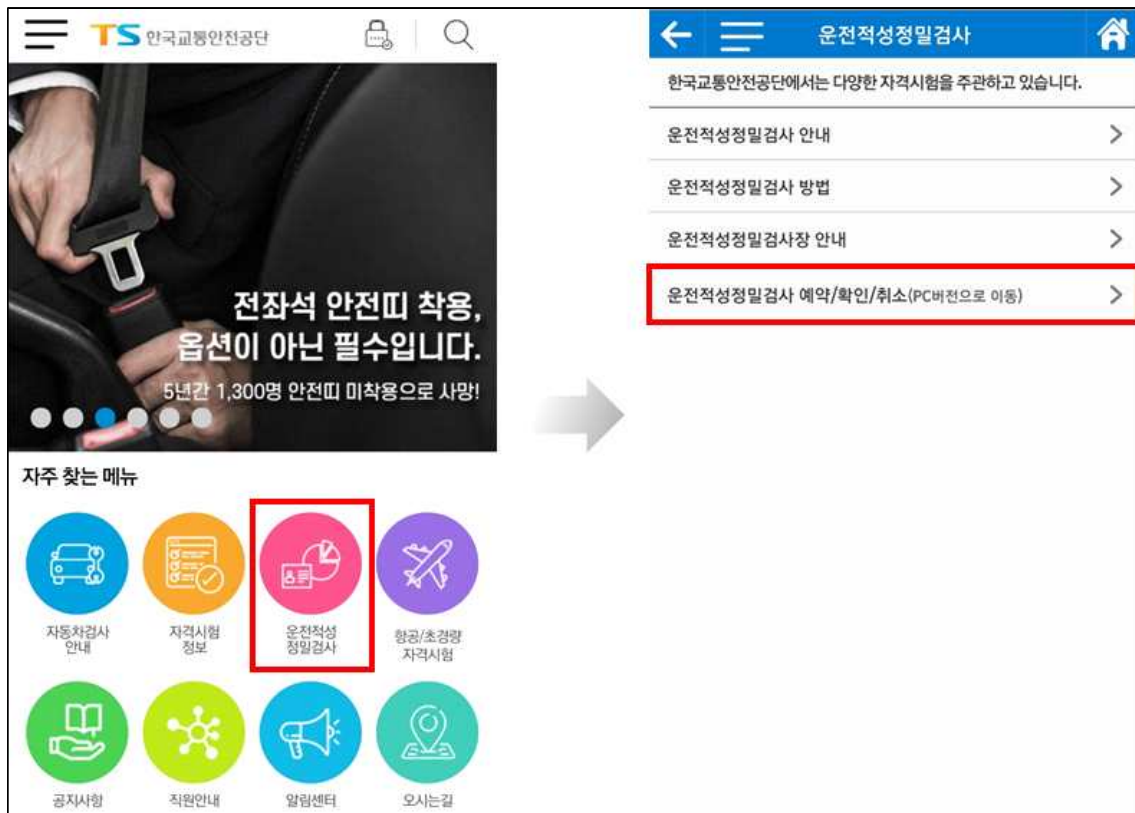 TS 한국교통안전공단
전좌석 안전띠 착용,
옵션이 아닌 필수입니다.
5년간 1,300명 안전띠 미착용으로 사망!
자주 찾는 메뉴
자동차검사
안내
자격시험
정보
운전적성
정밀검사
항공/초경량
자격시험
공지사항
직원안내
알림센터
오시는길
운전적성정밀검사
한국교통안전공단에서는 다양한 자격시험을 주관하고 있습니다.
운전적성정밀검사 안내
운전적성정밀검사 방법
운전적성정밀검사장 안내
운전적성정밀검사 예약/확인/취소(PC버전으로 이동)